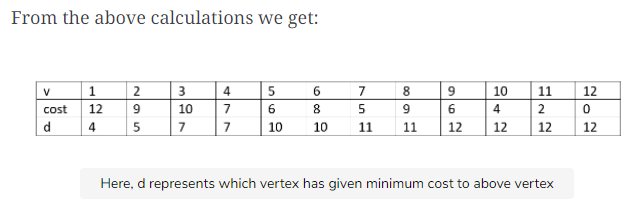 From the above calculations we get:
v 1 2 3 4 5 6 7 8 9 10 11 12
cost 12 9 10 7 6 8 5 9 6 4 2 0
d 4 5 7 7 10 10 11 11 12 12 12 12
Here, d represents which vertex has given minimum cost to above vertex